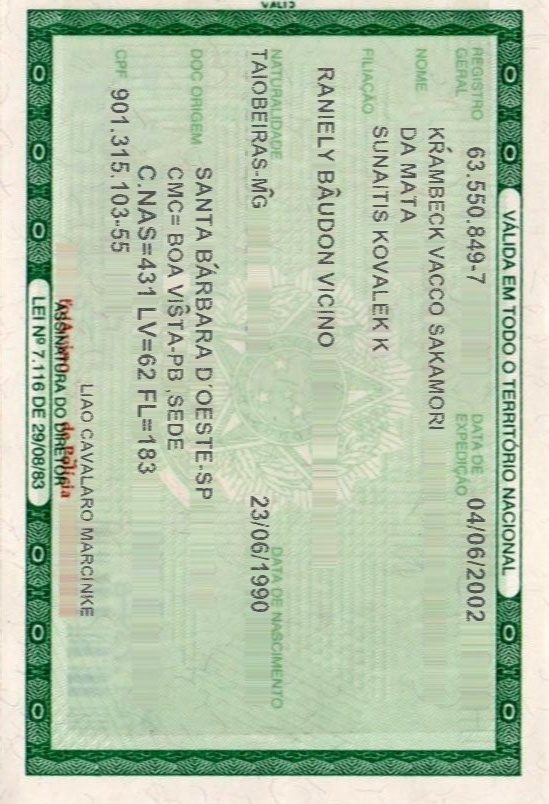 VÁLIDA EM TODO O TERRITÓRIO NACIONAL
REGISTRO GERAL 63.550.849-7 DATA DE EXPEDIÇÃO 04/06/2002
NOME KRAMBECK VACCO SAKAMORI
DA MATA
FILIAÇÃO SUNAITIS KOVALEK K
RANIELY BÂUDON VICINO
NATURALIDADE DATA DE NASCIMENTO
TAIOBEIRAS-MG 23/06/1990
DOC ORIGEM SANTA BÁRBARA D'OESTE-SP
CMC= BOA VISTA-PB ,SEDE
C.NAS=431 LV=62 FL=183
CPF 901.315.103-55
LIAO CAVALARO MARCINKE
de Polícia
ASSINATURA DO DIRETOR
LEI Nº 7.116 DE 29/08/83